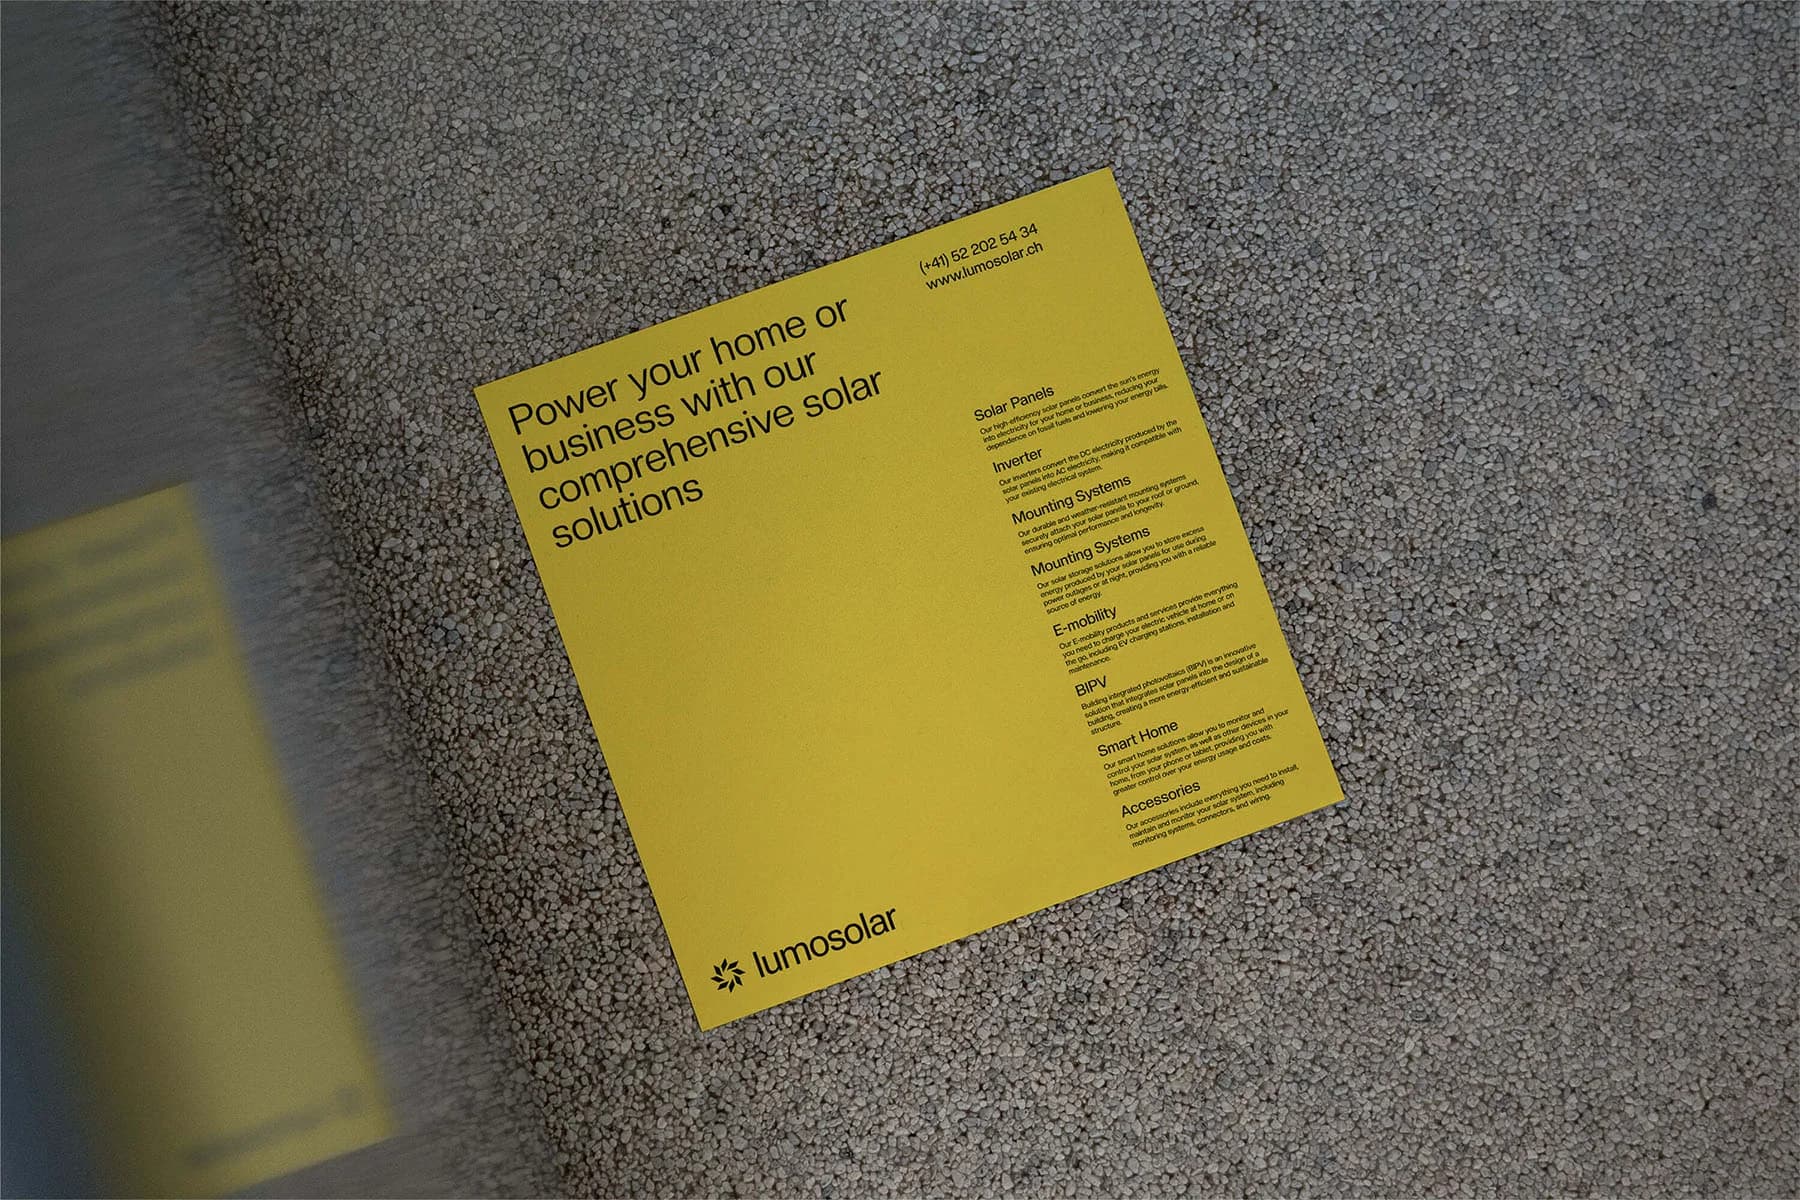 (+41) 52 202 54 34
www.lumosolar.ch
Power your home or
business with our
comprehensive solar
solutions
Solar Panels
Our high-efficiency solar panels convert the sun's energy
into electricity for your home or business, reducing your
dependence on fossil fuels and lowering your energy bills.
Inverter
Our inverters convert the DC electricity produced by the
solar panels into AC electricity, making it compatible with
your existing electrical system.
Mounting Systems
Our durable and weather-resistant mounting systems
securely attach your solar panels to your roof or ground,
ensuring optimal performance and longevity.
Mounting Systems
Our solar storage solutions allow you to store excess
energy produced by your solar panels for use during
power outages or at night, providing you with a reliable
source of energy.
E-mobility
Our E-mobility products and services provide everything
you need to charge your electric vehicle at home or on
the go, including EV charging stations, installation and
maintenance.
BIPV
Building integrated photovoltaics (BIPV) is an innovative
solution that integrates solar panels into the design of a
building, creating a more energy-efficient and sustainable
structure.
Smart Home
Our smart home solutions allow you to monitor and
control your solar system, as well as other devices in your
home, from your phone or tablet, providing you with
greater control over your energy usage and costs.
Accessories
Our accessories include everything you need to install,
maintain and monitor your solar system, including
monitoring systems, connectors, and wiring.
lumosolar